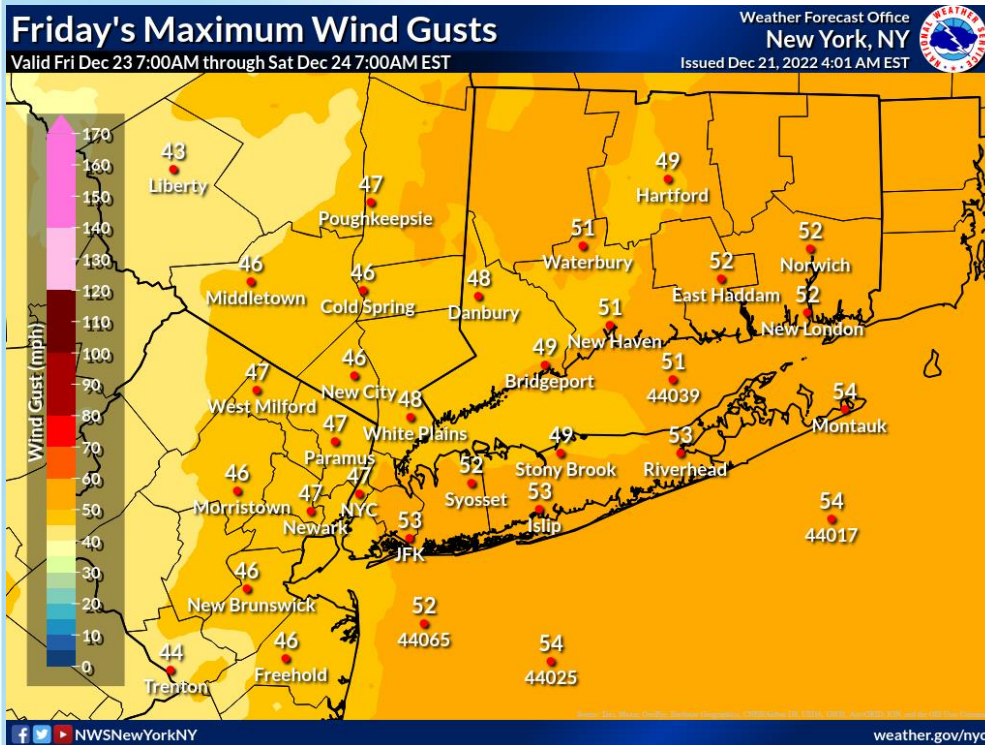 Friday's Maximum Wind Gusts
Valid Fri Dec 23 7:00AM through Sat Dec 24 7:00AM EST
Weather Forecast Office
New York, NY
Issued Dec 21, 2022 4:01 AM EST
NATIONAL WEATHER SERVICE
Wind Gust (mph)
170
160
150
140
130
120
110
100
90
80
70
60
50
40
30
20
10
0
43
Liberty
47
Poughkeepsie
49
Hartford
51
Waterbury
52
Norwich
46
Middletown
46
Cold Spring
48
Danbury
52
East Haddam
52
New London
51
New Haven
47
West Milford
46
New City
49
Bridgeport
51
44039
48
White Plains
54
Montauk
47
Paramus
49
Stony Brook
53
Riverhead
46
Morristown
47
Newark
47
NYC
52
Syosset
53
Islip
54
44017
53
JFK
46
New Brunswick
52
44065
44
Trenton
46
Freehold
54
44025
NWSNewYorkNY
weather.gov/nyc